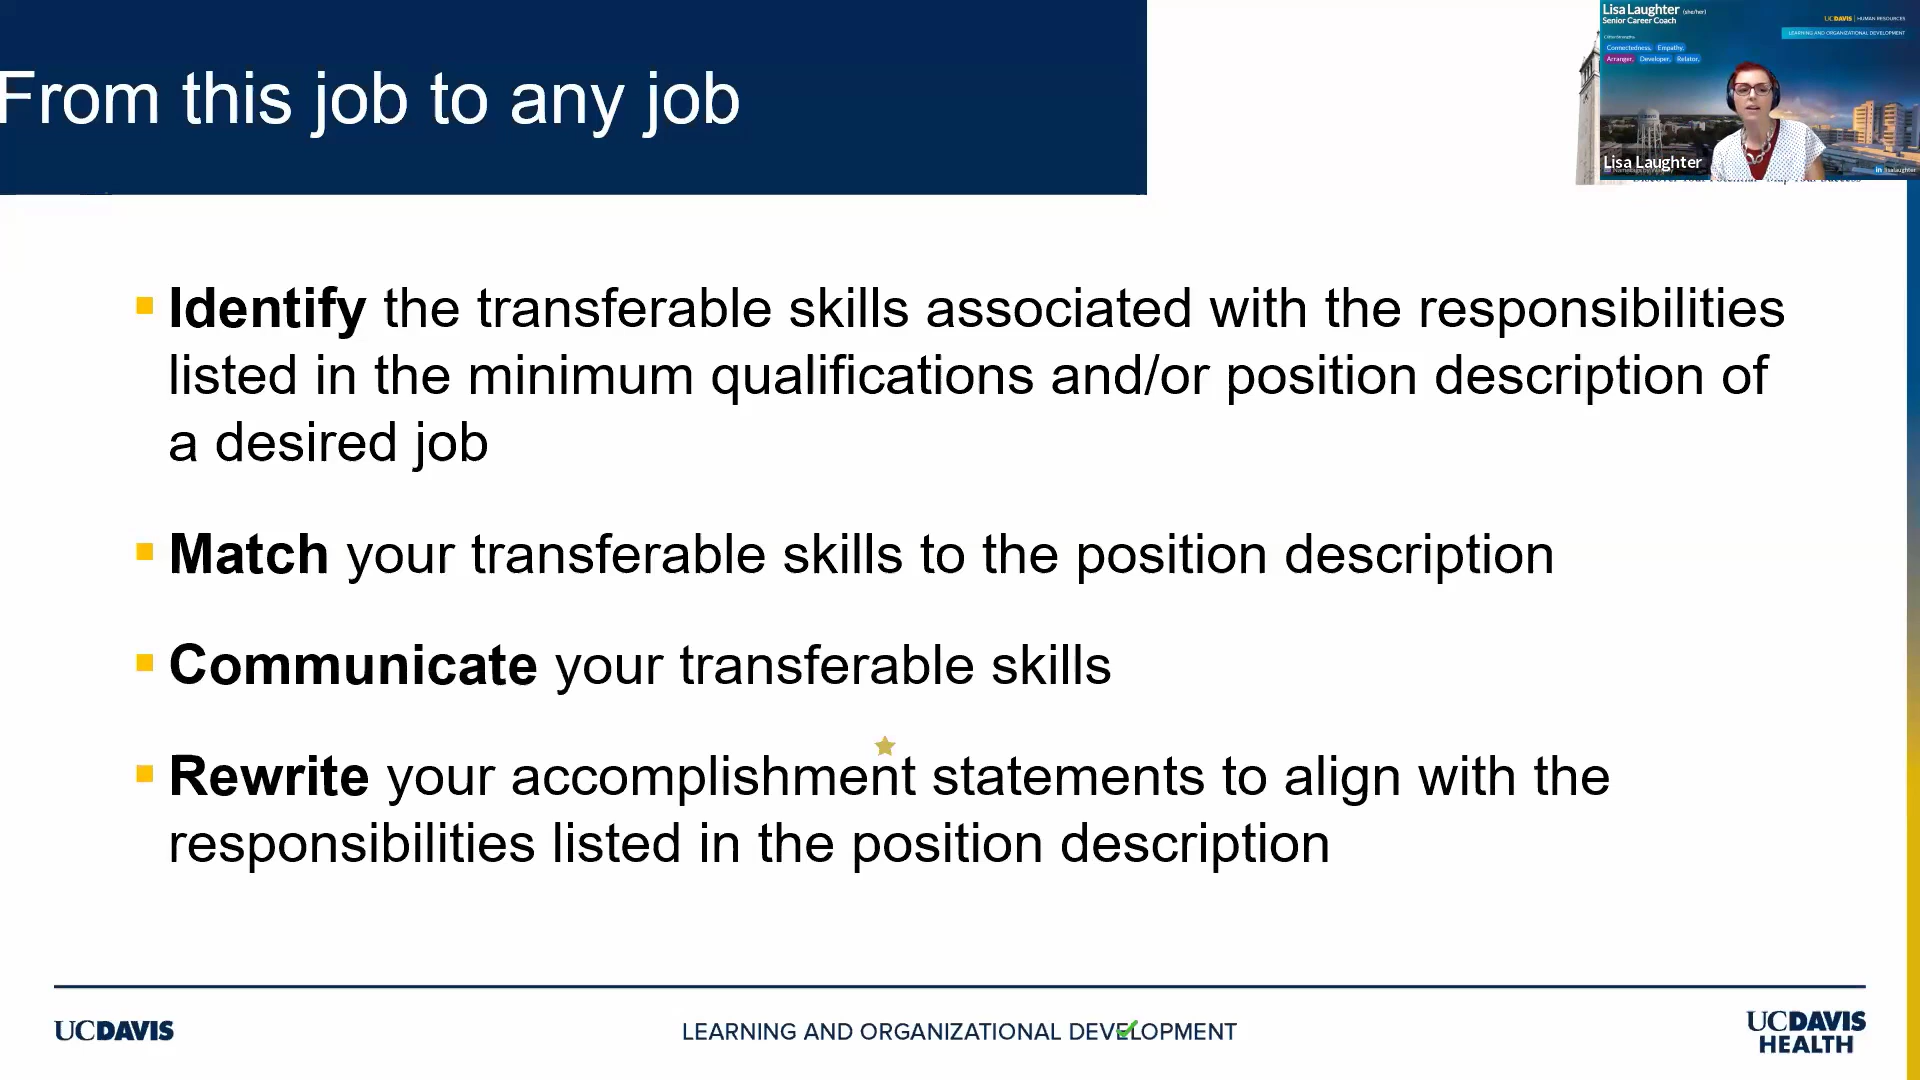 From this job to any job
Lisa Laughter (she/her)
Senior Career Coach
Connectedness, Empathy,
Arranger, Developer, Relator,
UCDAVIS | HUMAN RESOURCES
LEARNING AND ORGANIZATIONAL DEVELOPMENT
Lisa Laughter
in lisalaughter
Identify the transferable skills associated with the responsibilities
listed in the minimum qualifications and/or position description of
a desired job
Match your transferable skills to the position description
Communicate your transferable skills
Rewrite your accomplishment statements to align with the
responsibilities listed in the position description
UCDAVIS
LEARNING AND ORGANIZATIONAL DEVELOPMENT
UCDAVIS
HEALTH